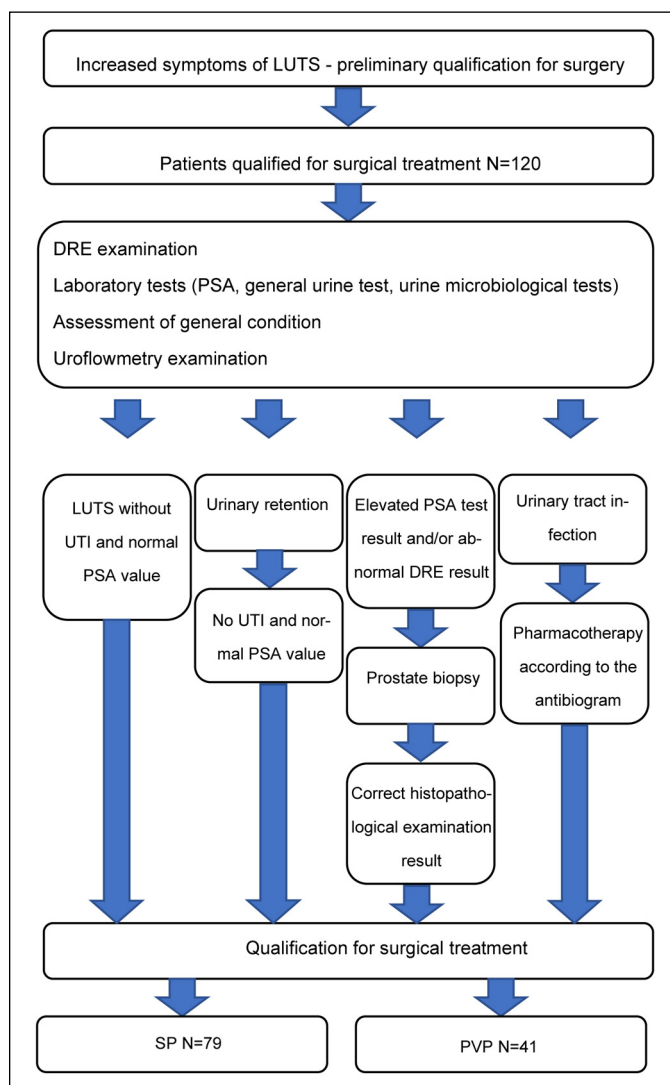 Increased symptoms of LUTS - preliminary qualification for surgery
Patients qualified for surgical treatment N=120
DRE examination
Laboratory tests (PSA, general urine test, urine microbiological tests)
Assessment of general condition
Uroflowmetry examination
LUTS without
UTI and normal
PSA value
Urinary retention
No UTI and nor-
mal PSA value
Elevated PSA test
result and/or ab-
normal DRE result
Prostate biopsy
Correct histopatho-
logical examination
result
Urinary tract in-
fection
Pharmacotherapy
according to the
antibiogram
Qualification for surgical treatment
SP N=79
PVP N=41